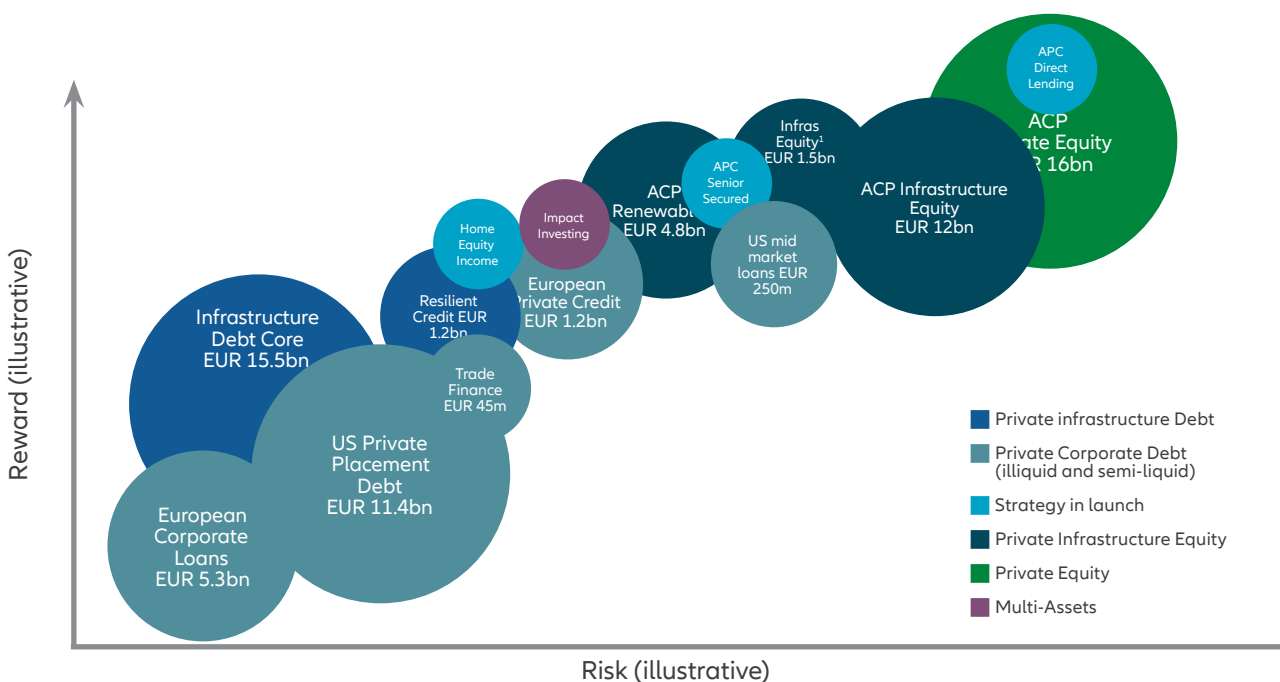 Reward (illustrative)
APC
Direct
Lending
ACP
ate Equity
16bn
Infras
Equity¹
EUR 1.5bn
APC
Senior
Secured
ACP
Renewab
EUR 4.8bn
ACP Infrastructure
Equity
EUR 12bn
Impact
Investing
Home
Equity
Income
US mid
market
loans EUR
250m
European
Private Credit
EUR 1.2bn
Resilient
Credit EUR
1.2bn
Infrastructure
Debt Core
EUR 15.5bn
Trade
Finance
EUR 45m
US Private
Placement
Debt
EUR 11.4bn
European
Corporate
Loans
EUR 5.3bn
Private infrastructure Debt
Private Corporate Debt
(illiquid and semi-liquid)
Strategy in launch
Private Infrastructure Equity
Private Equity
Multi-Assets
Risk (illustrative)